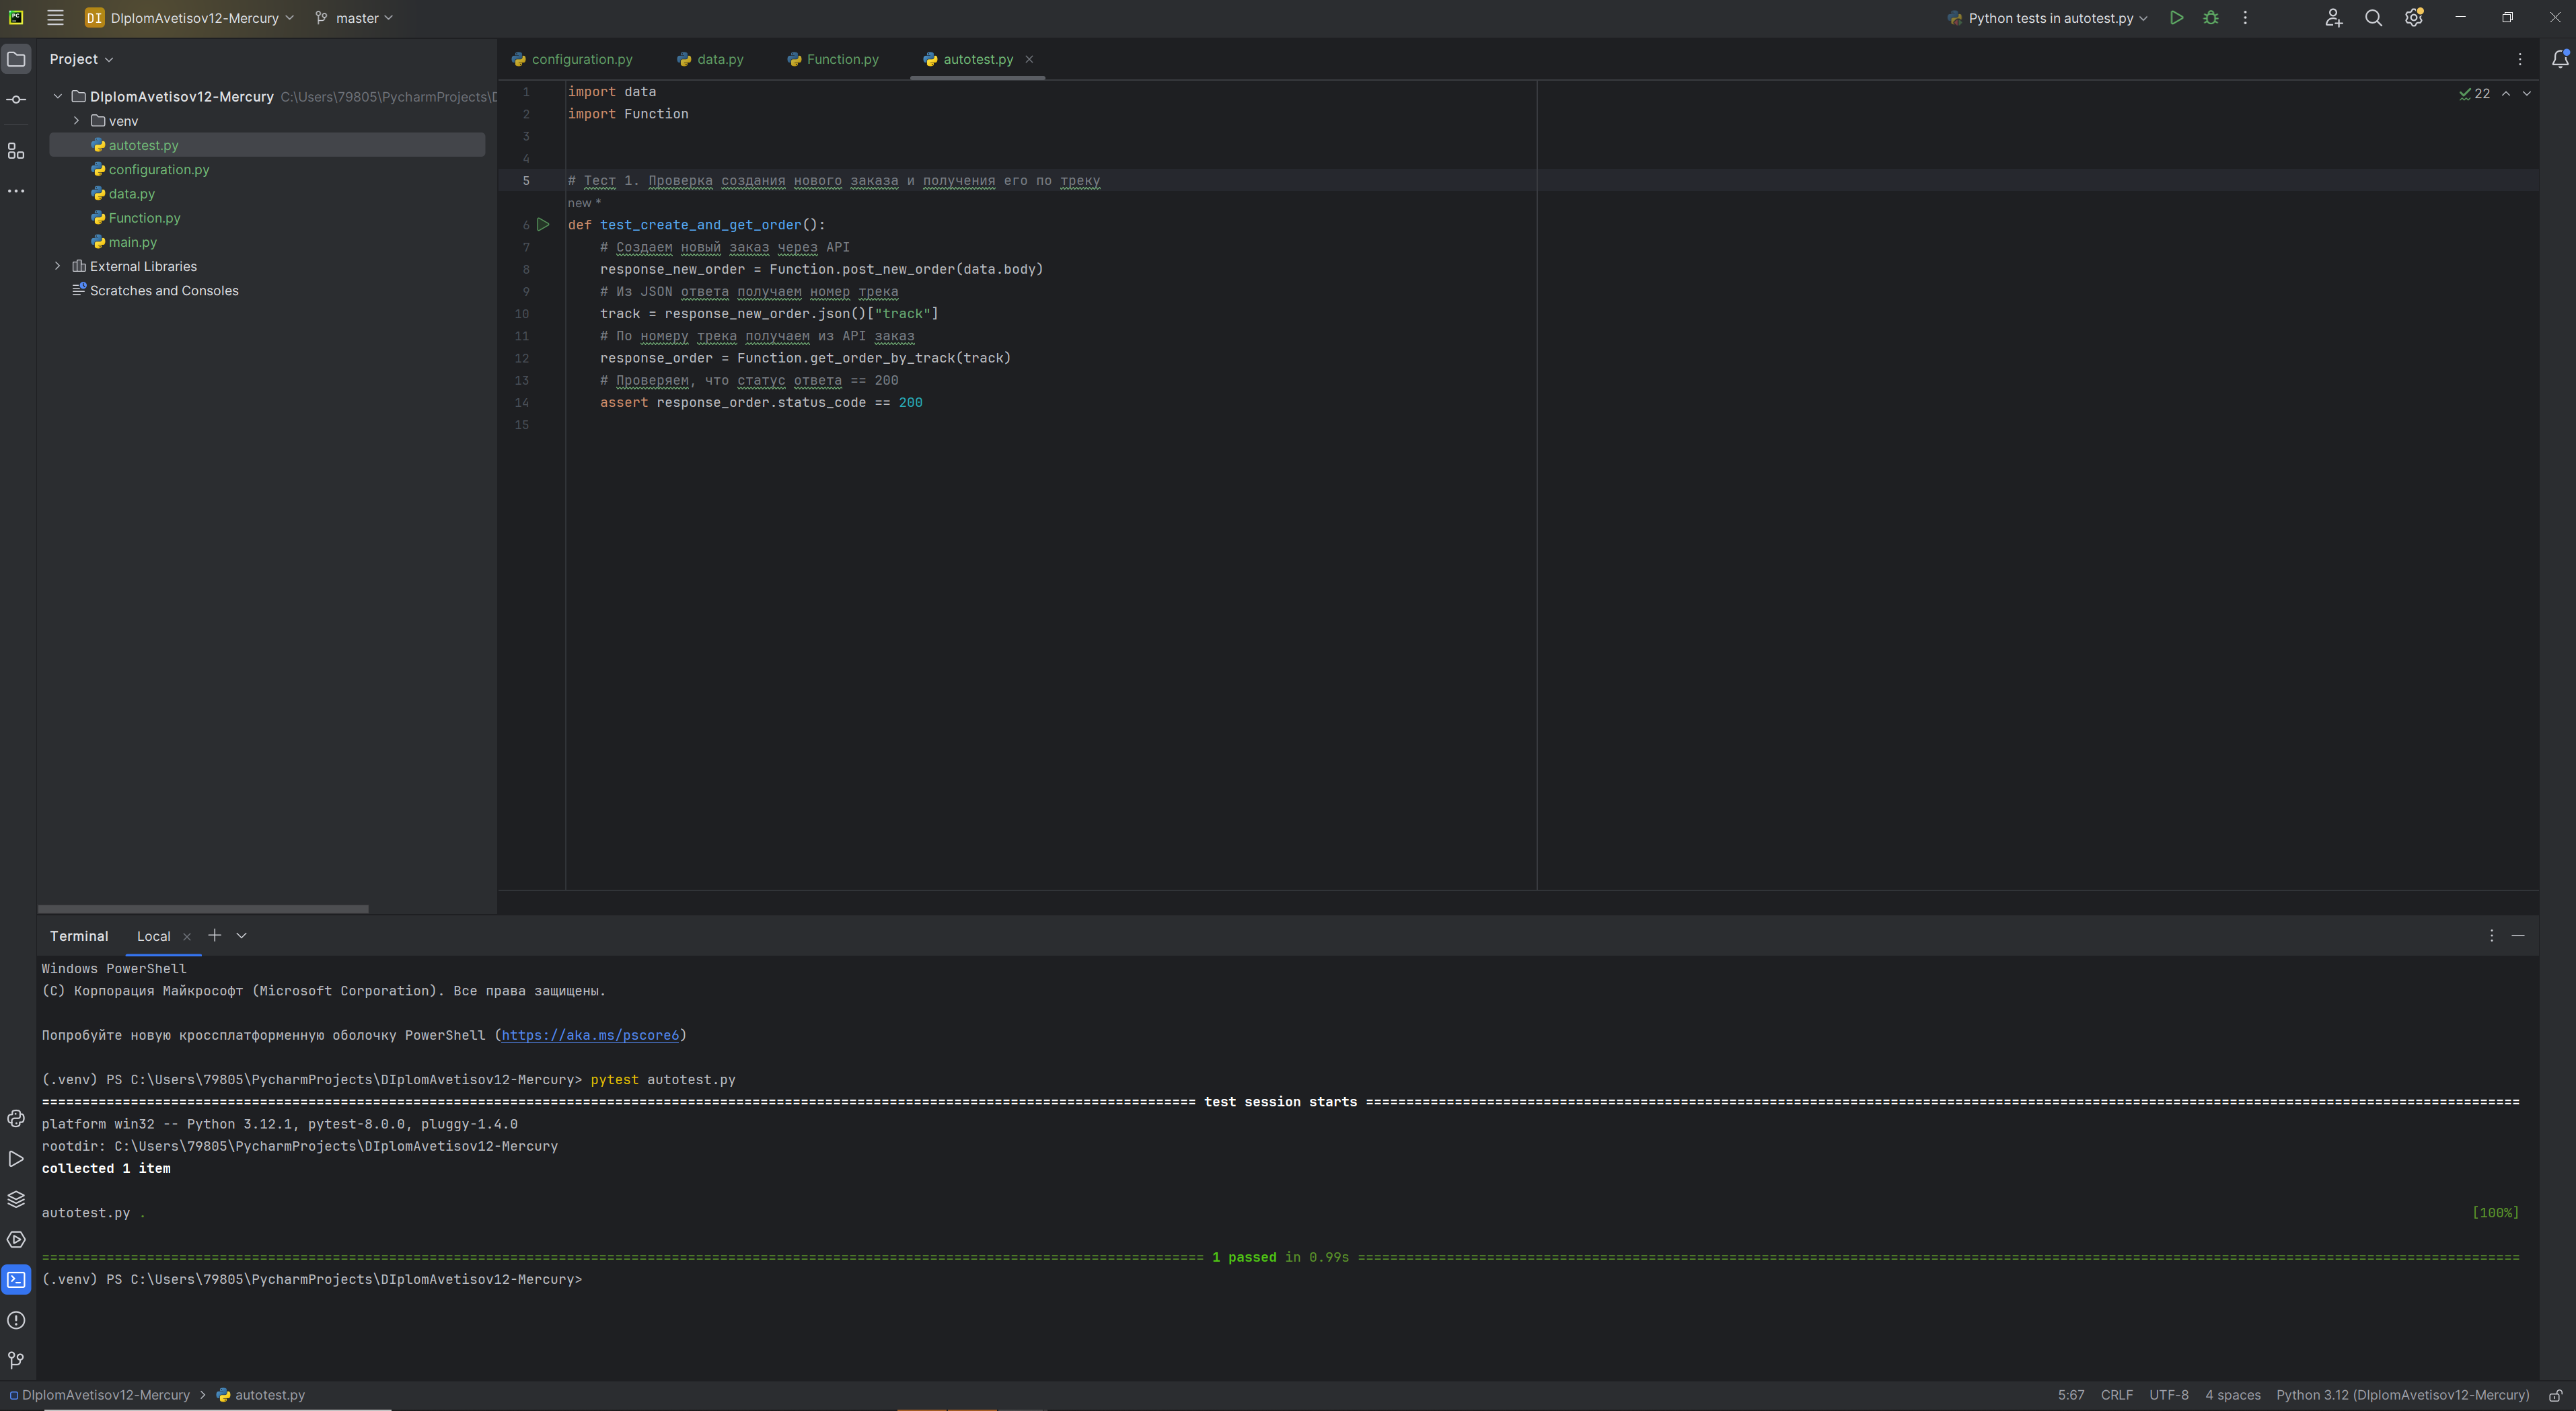 DI DIplomAvetisov12-Mercury master Python tests in autotest.py
Project
DIplomAvetisov12-Mercury C:\Users\79805\PycharmProjects\D
venv
autotest.py
configuration.py
data.py
Function.py
main.py
External Libraries
Scratches and Consoles
configuration.py data.py Function.py autotest.py
22
1 import data
2 import Function
3
4
5 # Тест 1. Проверка создания нового заказа и получения его по треку
new *
6 def test_create_and_get_order():
7 # Создаем новый заказ через API
8 response_new_order = Function.post_new_order(data.body)
9 # Из JSON ответа получаем номер трека
10 track = response_new_order.json()["track"]
11 # По номеру трека получаем из API заказ
12 response_order = Function.get_order_by_track(track)
13 # Проверяем, что статус ответа == 200
14 assert response_order.status_code == 200
15
Terminal Local
Windows PowerShell
(C) Корпорация Майкрософт (Microsoft Corporation). Все права защищены.
Попробуйте новую кроссплатформенную оболочку PowerShell (https://aka.ms/pscore6)
(.venv) PS C:\Users\79805\PycharmProjects\DIplomAvetisov12-Mercury> pytest autotest.py
test session starts
platform win32 -- Python 3.12.1, pytest-8.0.0, pluggy-1.4.0
rootdir: C:\Users\79805\PycharmProjects\DIplomAvetisov12-Mercury
collected 1 item
autotest.py . [100%]
1 passed in 0.99s
(.venv) PS C:\Users\79805\PycharmProjects\DIplomAvetisov12-Mercury>
DIplomAvetisov12-Mercury > autotest.py 5:67 CRLF UTF-8 4 spaces Python 3.12 (DIplomAvetisov12-Mercury)